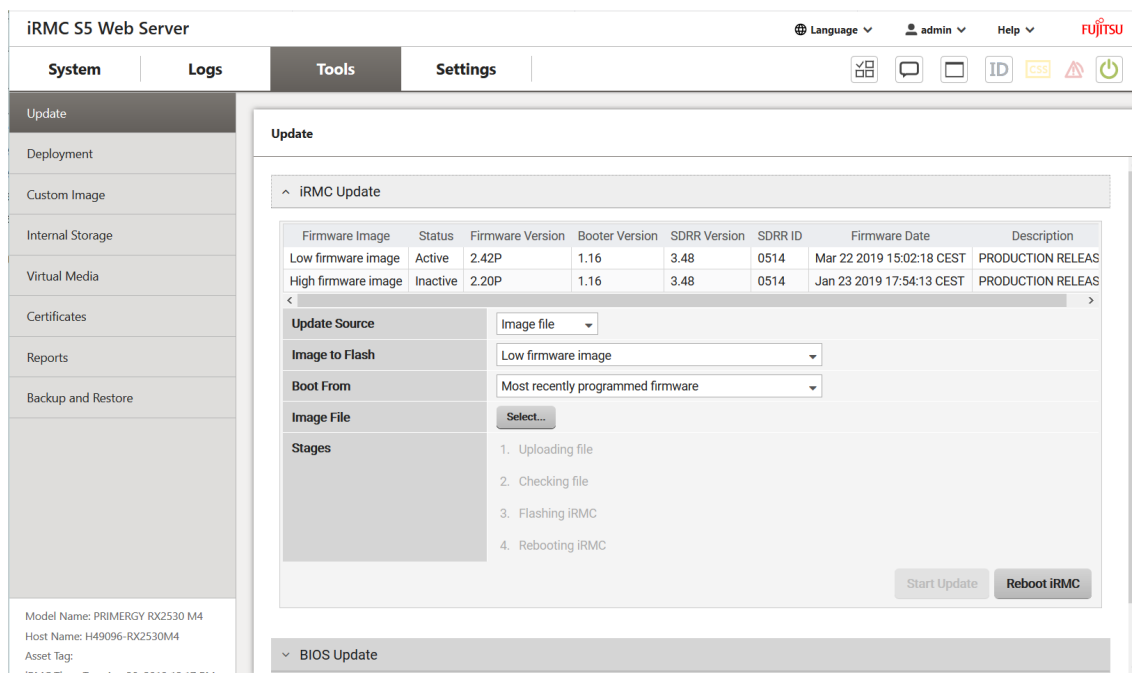 iRMC S5 Web Server
Language
admin
Help
FUJITSU
System
Logs
Tools
Settings
ID
CSS
Update
Deployment
Custom Image
Internal Storage
Virtual Media
Certificates
Reports
Backup and Restore
Model Name: PRIMERGY RX2530 M4
Host Name: H49096-RX2530M4
Asset Tag:
Update
iRMC Update
Firmware Image Status Firmware Version Booter Version SDRR Version SDRR ID Firmware Date Description
Low firmware image Active 2.42P 1.16 3.48 0514 Mar 22 2019 15:02:18 CEST PRODUCTION RELEAS
High firmware image Inactive 2.20P 1.16 3.48 0514 Jan 23 2019 17:54:13 CEST PRODUCTION RELEAS
Update Source Image file
Image to Flash Low firmware image
Boot From Most recently programmed firmware
Image File Select...
Stages 1. Uploading file
2. Checking file
3. Flashing iRMC
4. Rebooting iRMC
Start Update Reboot iRMC
BIOS Update